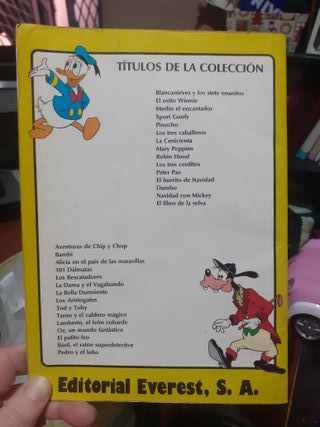 TÍTULOS DE LA COLECCIÓN
Blancanieves y los siete enanitos
El osito Winnie
Merlín el encantador
Sport Goofy
Pinocho
Los tres caballeros
La Cenicienta
Mary Poppins
Robin Hood
Los tres cerditos
Peter Pan
El burrito de Navidad
Dumbo
Navidad con Mickey
El libro de la selva
Aventuras de Chip y Chop
Bambi
Alicia en el país de las maravillas
101 Dálmatas
Los Rescatadores
La Dama y el Vagabundo
La Bella Durmiente
Los Aristogatos
Tod y Toby
Taron y el caldero mágico
Lamberto, el león cobarde
Oz, un mundo fantástico
El patito feo
Basil, el ratón superdetective
Pedro y el lobo
Editorial Everest, S. A.